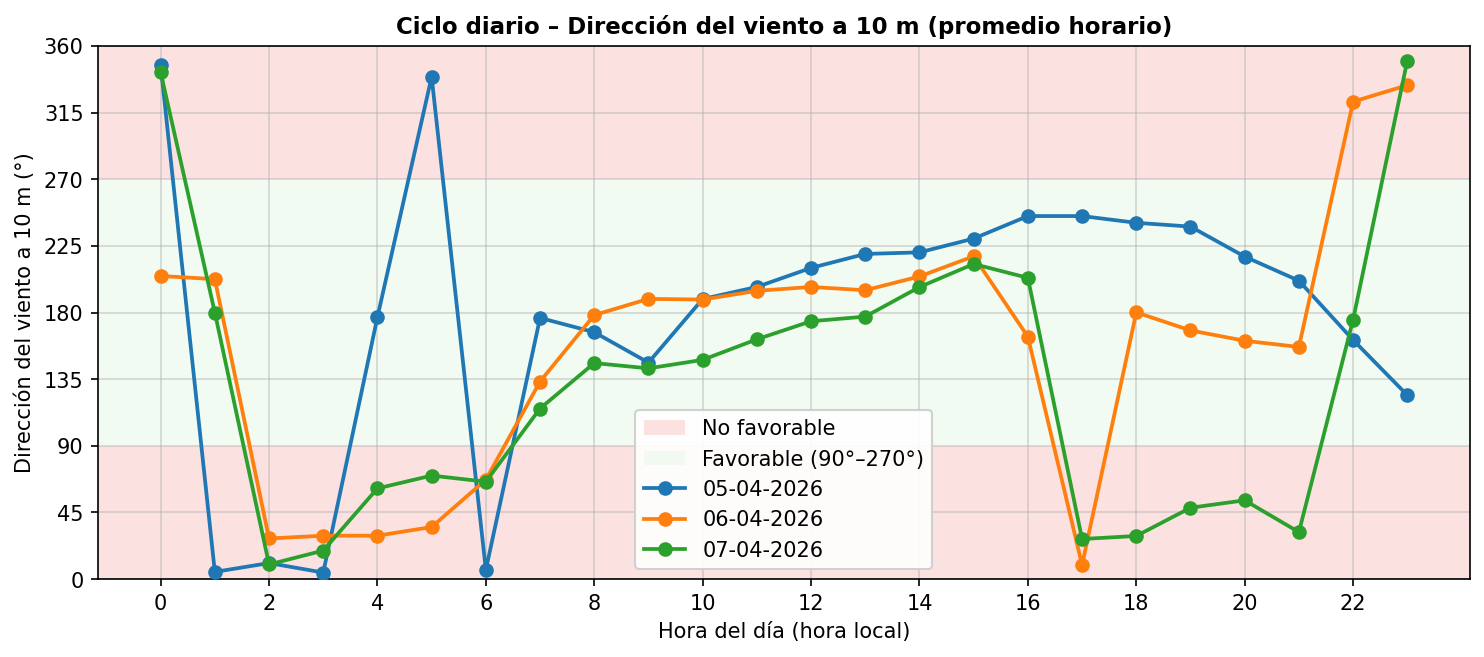 Ciclo diario – Dirección del viento a 10 m (promedio horario)
Dirección del viento a 10 m (°)
360
315
270
225
180
135
90
45
0
No favorable
Favorable (90°–270°)
05-04-2026
06-04-2026
07-04-2026
0 2 4 6 8 10 12 14 16 18 20 22
Hora del día (hora local)